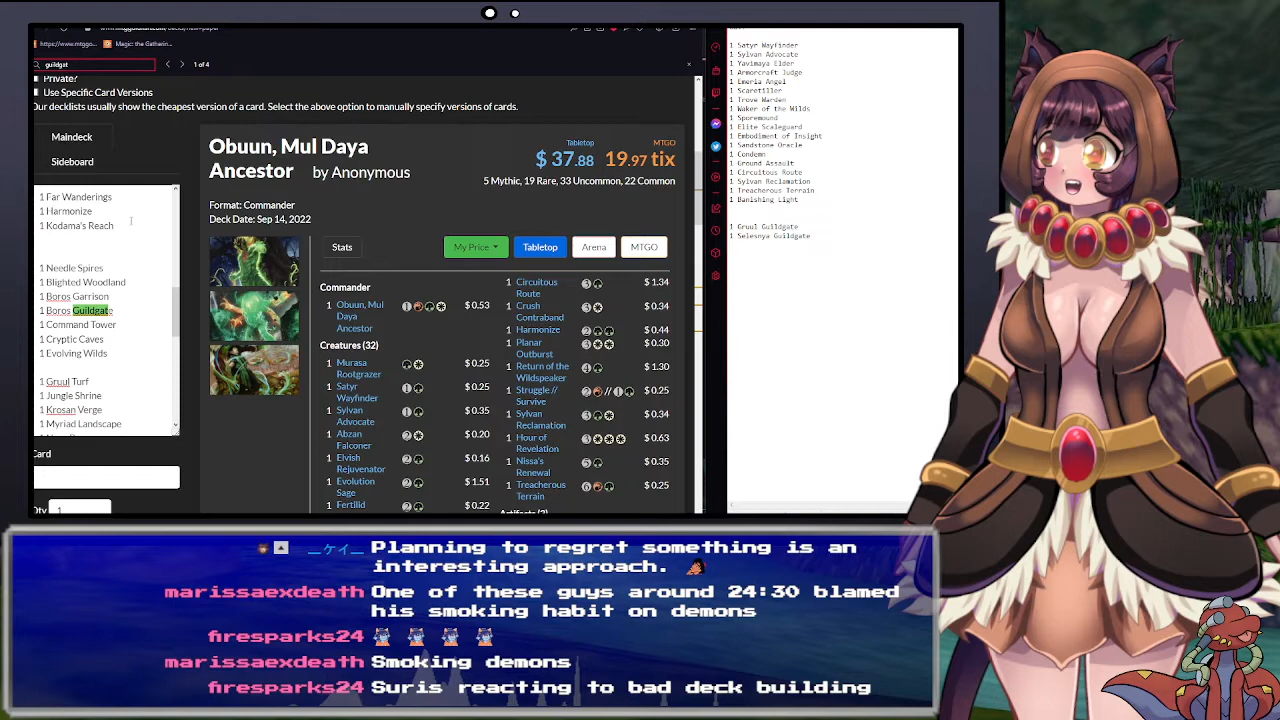 https://www.mtggo...
Magic: the Gatherin...
guildgat
1 of 4
Private?
Use Specific Card Versions
Our deck lists usually show the cheapest version of a card. Set the above option to manually specify versions of cards.
Maindeck
Sideboard
1 Far Wanderings
1 Harmonize
1 Kodama's Reach
1 Needle Spires
1 Blighted Woodland
1 Boros Garrison
1 Boros Guildgate
1 Command Tower
1 Cryptic Caves
1 Evolving Wilds
1 Gruul Turf
1 Jungle Shrine
1 Krosan Verge
1 Myriad Landscape
Card
Qty
1
Obuun, Mul Daya
Ancestor by Anonymous
Tabletop
$ 37.88
MTGO
19.97 tix
5 Mythic, 19 Rare, 33 Uncommon, 22 Common
Format: Commander
Deck Date: Sep 14, 2022
Stats
My Price
Tabletop
Arena
MTGO
Commander
1 Obuun, Mul
Daya
Ancestor
$ 0.53
Creatures (32)
1 Murasa
Rootgrazer
$ 0.25
1 Satyr
Wayfinder
$ 0.25
1 Sylvan
Advocate
$ 0.35
1 Abzan
Falconer
$ 0.20
1 Elvish
Rejuvenator
$ 0.16
1 Evolution
Sage
$ 1.51
1 Fertilid
$ 0.22
1 Circuitous
Route
$ 1.34
1 Crush
Contraband
$ 0.34
1 Harmonize
$ 0.44
1 Planar
Outburst
$ 0.30
1 Return of the
Wildspeaker
$ 1.30
1 Struggle //
Survive
$ 0.25
1 Sylvan
Reclamation
$ 0.34
1 Hour of
Revelation
$ 0.63
1 Nissa's
Renewal
$ 0.35
1 Treacherous
Terrain
$ 0.25
1 Satyr Wayfinder
1 Sylvan Advocate
1 Yavimaya Elder
1 Armorcraft Judge
1 Emeria Angel
1 Scaretiller
1 Trove Warden
1 Waker of the Wilds
1 Sporemound
1 Elite Scaleguard
1 Embodiment of Insight
1 Sandstone Oracle
1 Condemn
1 Ground Assault
1 Circuitous Route
1 Sylvan Reclamation
1 Treacherous Terrain
1 Banishing Light
1 Gruul Guildgate
1 Selesnya Guildgate
__ケイ__ Planning to regret something is an
interesting approach.
marissaexdeath One of these guys around 24:30 blamed
his smoking habit on demons
firesparks24
marissaexdeath Smoking demons
firesparks24 Suris reacting to bad deck building